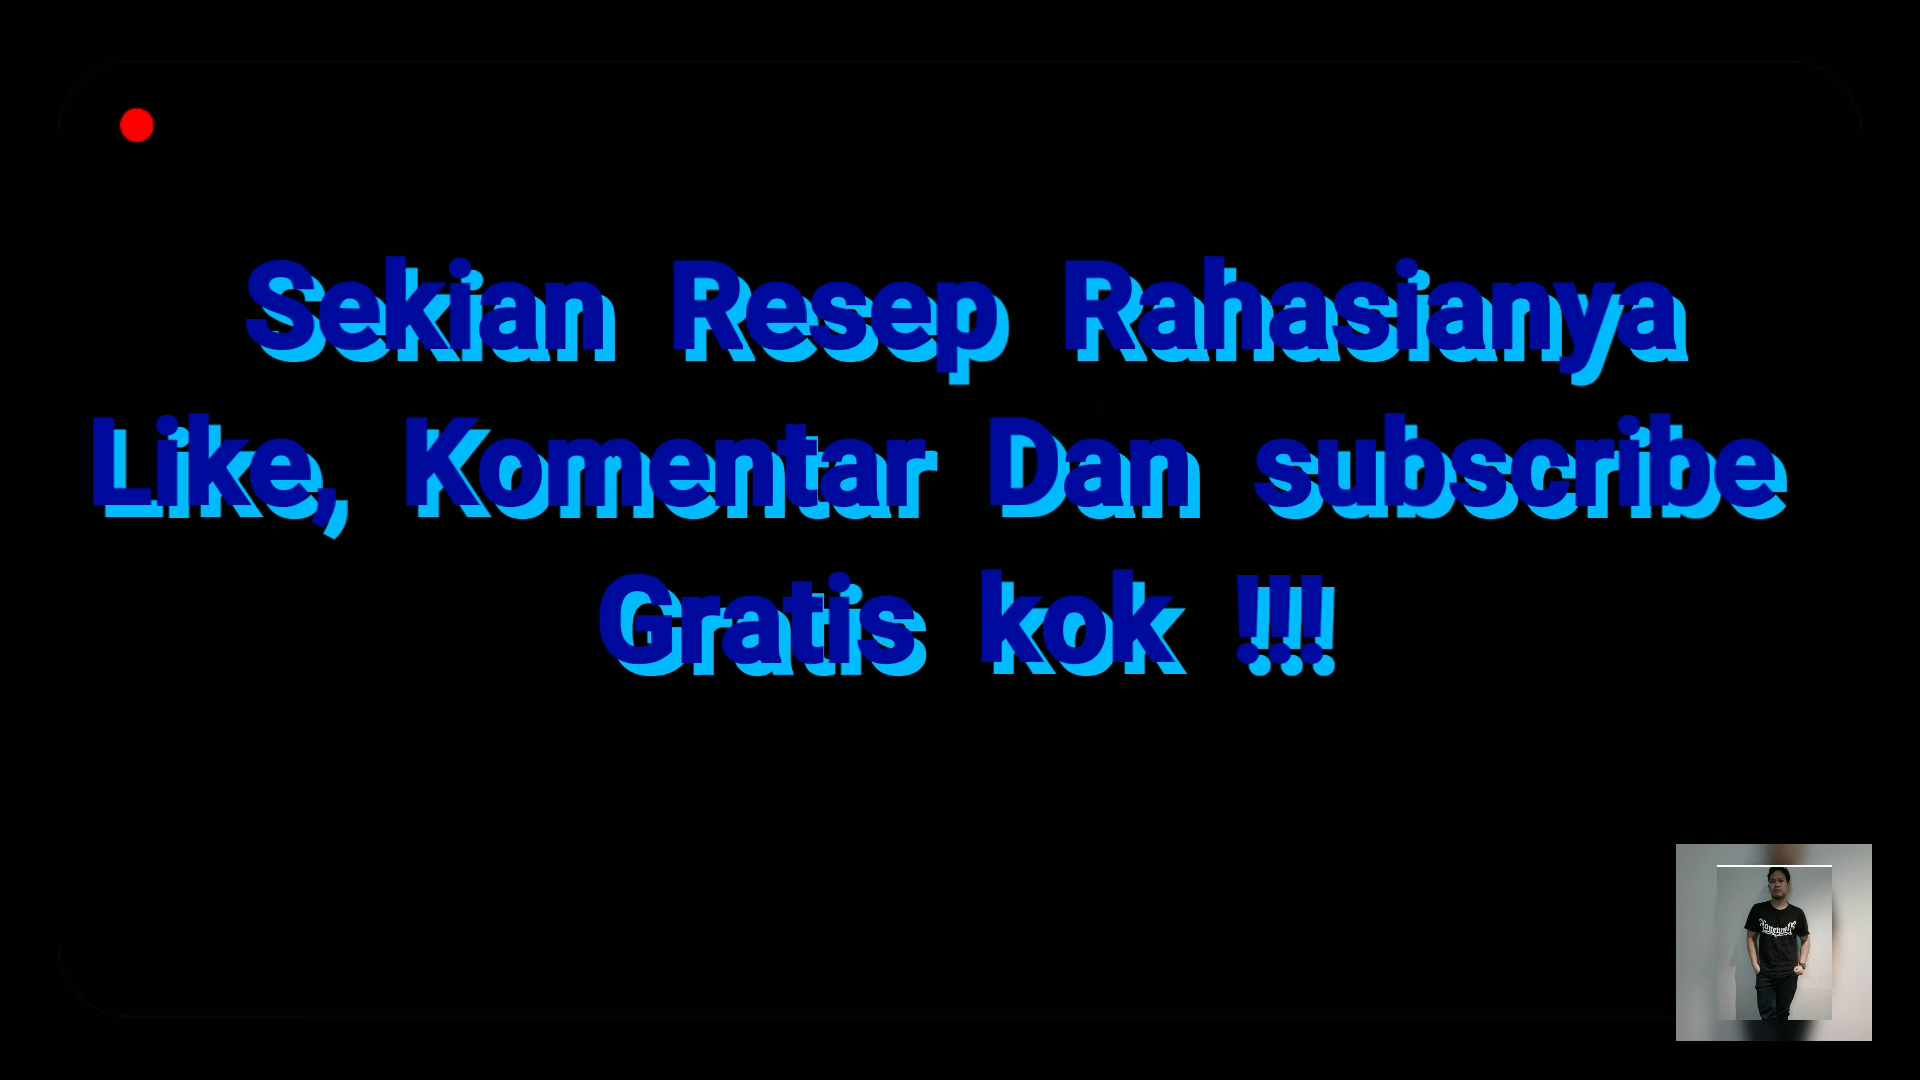 Sekian Resep Rahasianya
Like, Komentar Dan subscribe
Gratis kok !!!